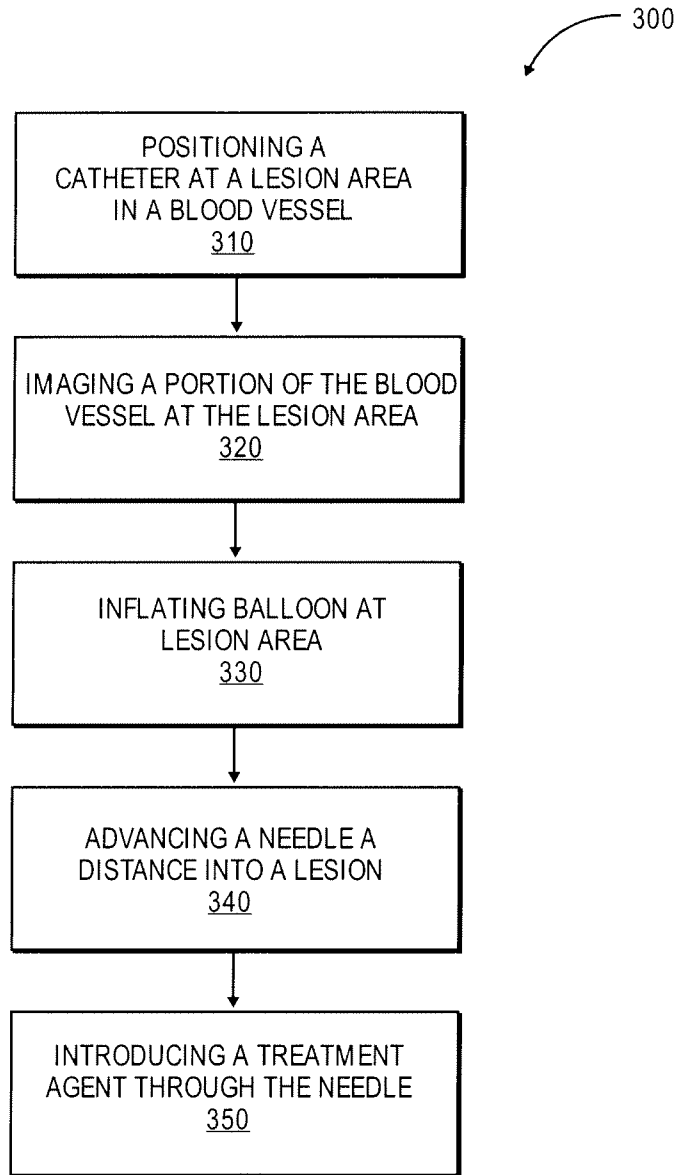 300
POSITIONING A
CATHETER AT A LESION AREA
IN A BLOOD VESSEL
310
IMAGING A PORTION OF THE BLOOD
VESSEL AT THE LESION AREA
320
INFLATING BALLOON AT
LESION AREA
330
ADVANCING A NEEDLE A
DISTANCE INTO A LESION
340
INTRODUCING A TREATMENT
AGENT THROUGH THE NEEDLE
350